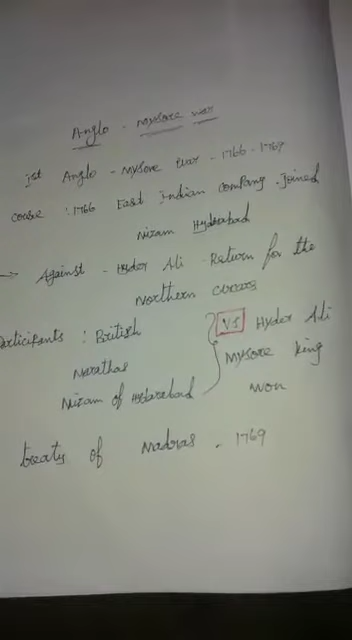 Anglo - Mysore war
1st Anglo - Mysore War - 1766 - 1769
cause : 1766 East Indian Company - Joined
Nizam Hyderabad
→ Against - Hyder Ali - Return for the
Northern circars
Participants : British
Marathas
Nizam of Hyderabad
VS Hyder Ali
Mysore king
won
treaty of Madras - 1769